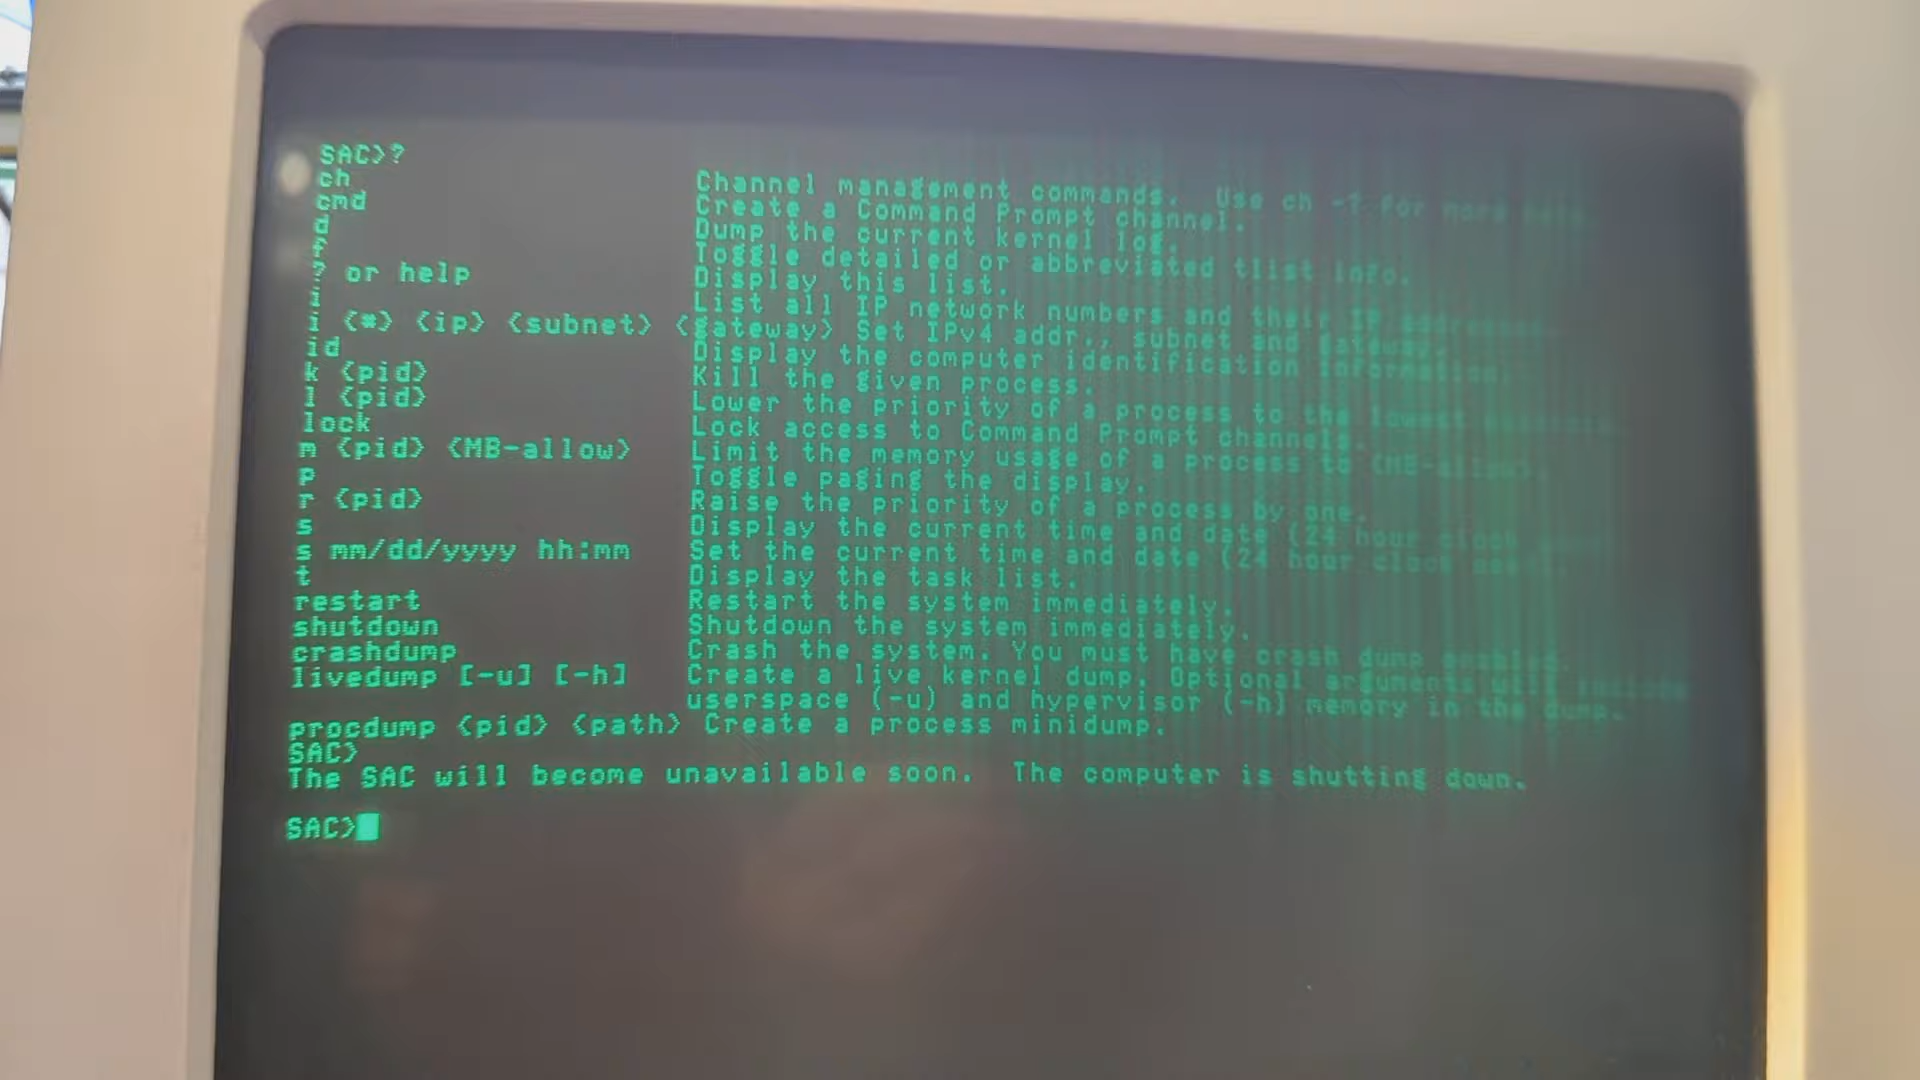 SAC>?
ch Channel management commands. Use ch -? for more help.
cmd Create a Command Prompt channel.
d Dump the current kernel log.
f Toggle detailed or abbreviated tlist info.
? or help Display this list.
i List all IP network numbers and their IP addresses.
i <#> <ip> <subnet> <gateway> Set IPv4 addr., subnet and gateway.
id Display the computer identification information.
k <pid> Kill the given process.
l <pid> Lower the priority of a process to the lowest possible.
lock Lock access to Command Prompt channels.
m <pid> <MB-allow> Limit the memory usage of a process to <MB-allow>.
p Toggle paging the display.
r <pid> Raise the priority of a process by one.
s Display the current time and date (24 hour clock used).
s mm/dd/yyyy hh:mm Set the current time and date (24 hour clock used).
t Display the task list.
restart Restart the system immediately.
shutdown Shutdown the system immediately.
crashdump Crash the system. You must have crash dump enabled.
livedump [-u] [-h] Create a live kernel dump. Optional arguments will include
userspace (-u) and hypervisor (-h) memory in the dump.
procdump <pid> <path> Create a process minidump.
SAC>
The SAC will become unavailable soon. The computer is shutting down.
SAC>